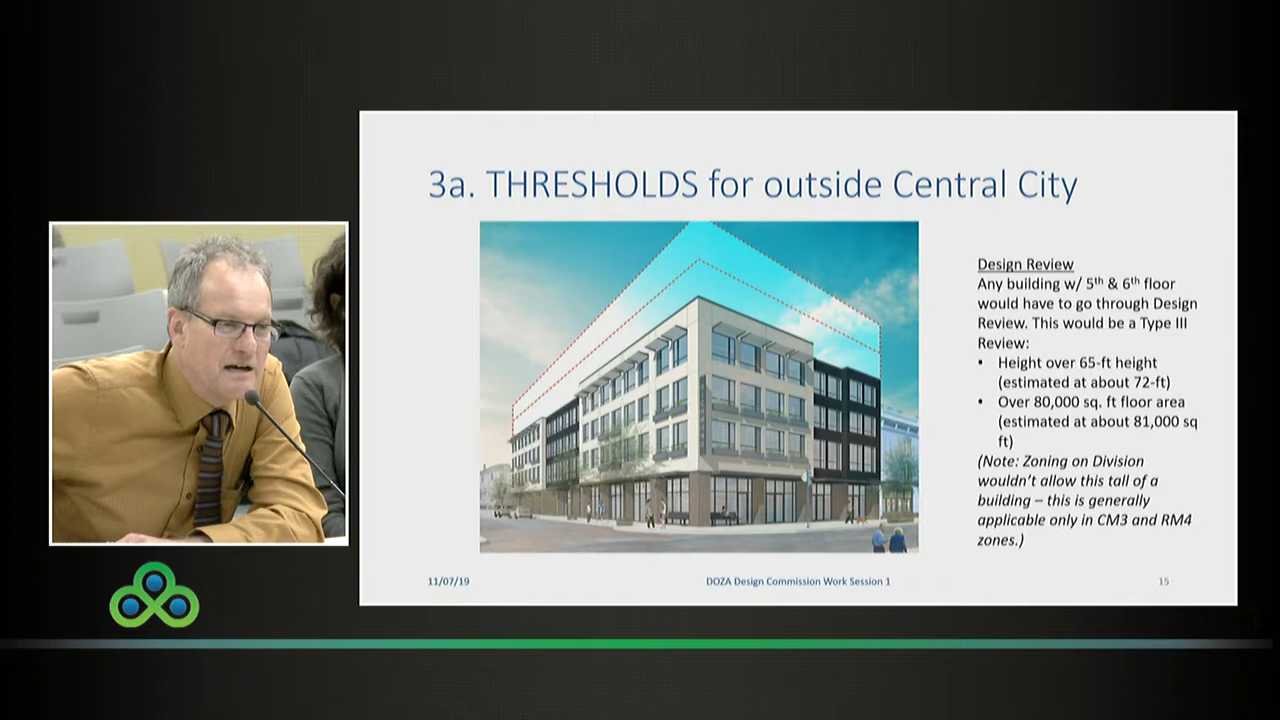 3a. THRESHOLDS for outside Central City
Design Review
Any building w/ 5th & 6th floor
would have to go through Design
Review. This would be a Type III
Review:
• Height over 65-ft height
(estimated at about 72-ft)
• Over 80,000 sq. ft floor area
(estimated at about 81,000 sq
ft)
(Note: Zoning on Division
wouldn't allow this tall of a
building – this is generally
applicable only in CM3 and RM4
zones.)
11/07/19
DOZA Design Commission Work Session 1
15